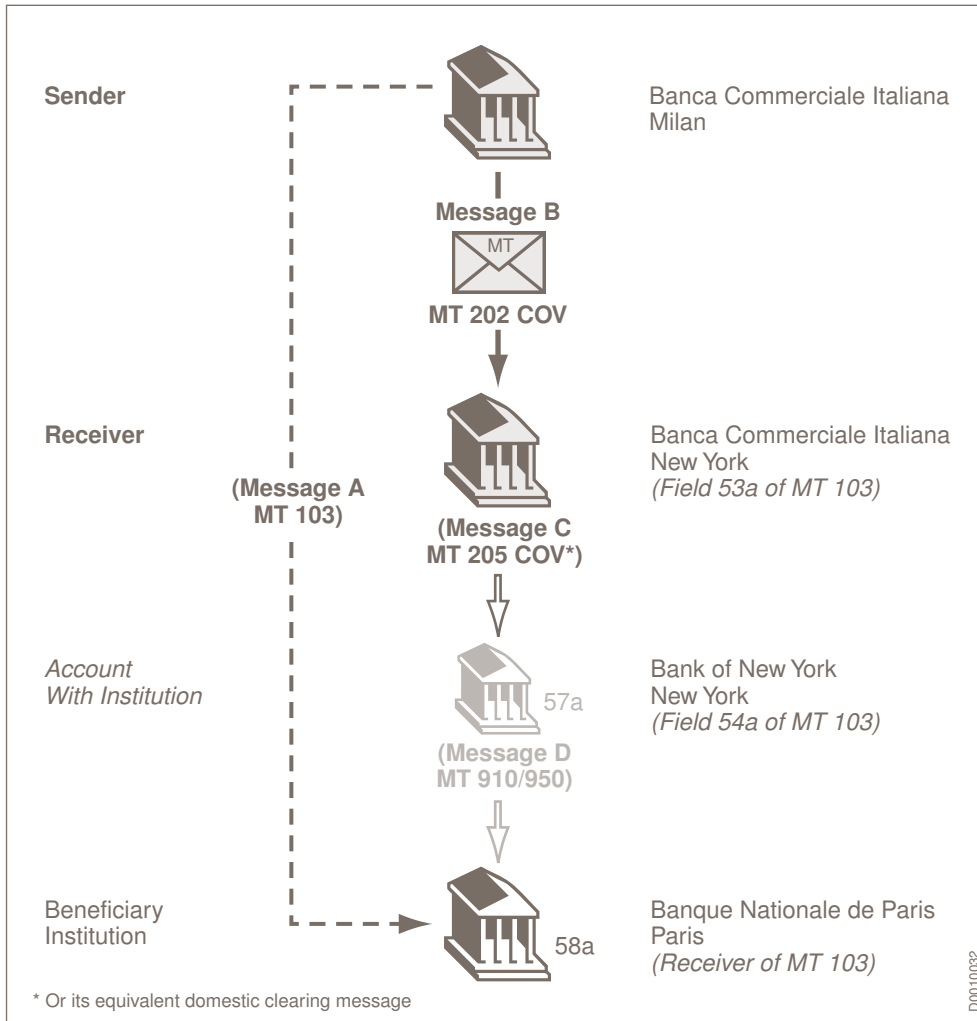 Sender
Banca Commerciale Italiana
Milan
Message B
MT
MT 202 COV
Receiver
Banca Commerciale Italiana
New York
(Field 53a of MT 103)
(Message A
MT 103)
(Message C
MT 205 COV*)
Account
With Institution
57a
Bank of New York
New York
(Field 54a of MT 103)
(Message D
MT 910/950)
Beneficiary
Institution
58a
Banque Nationale de Paris
Paris
(Receiver of MT 103)
* Or its equivalent domestic clearing message
D0010032